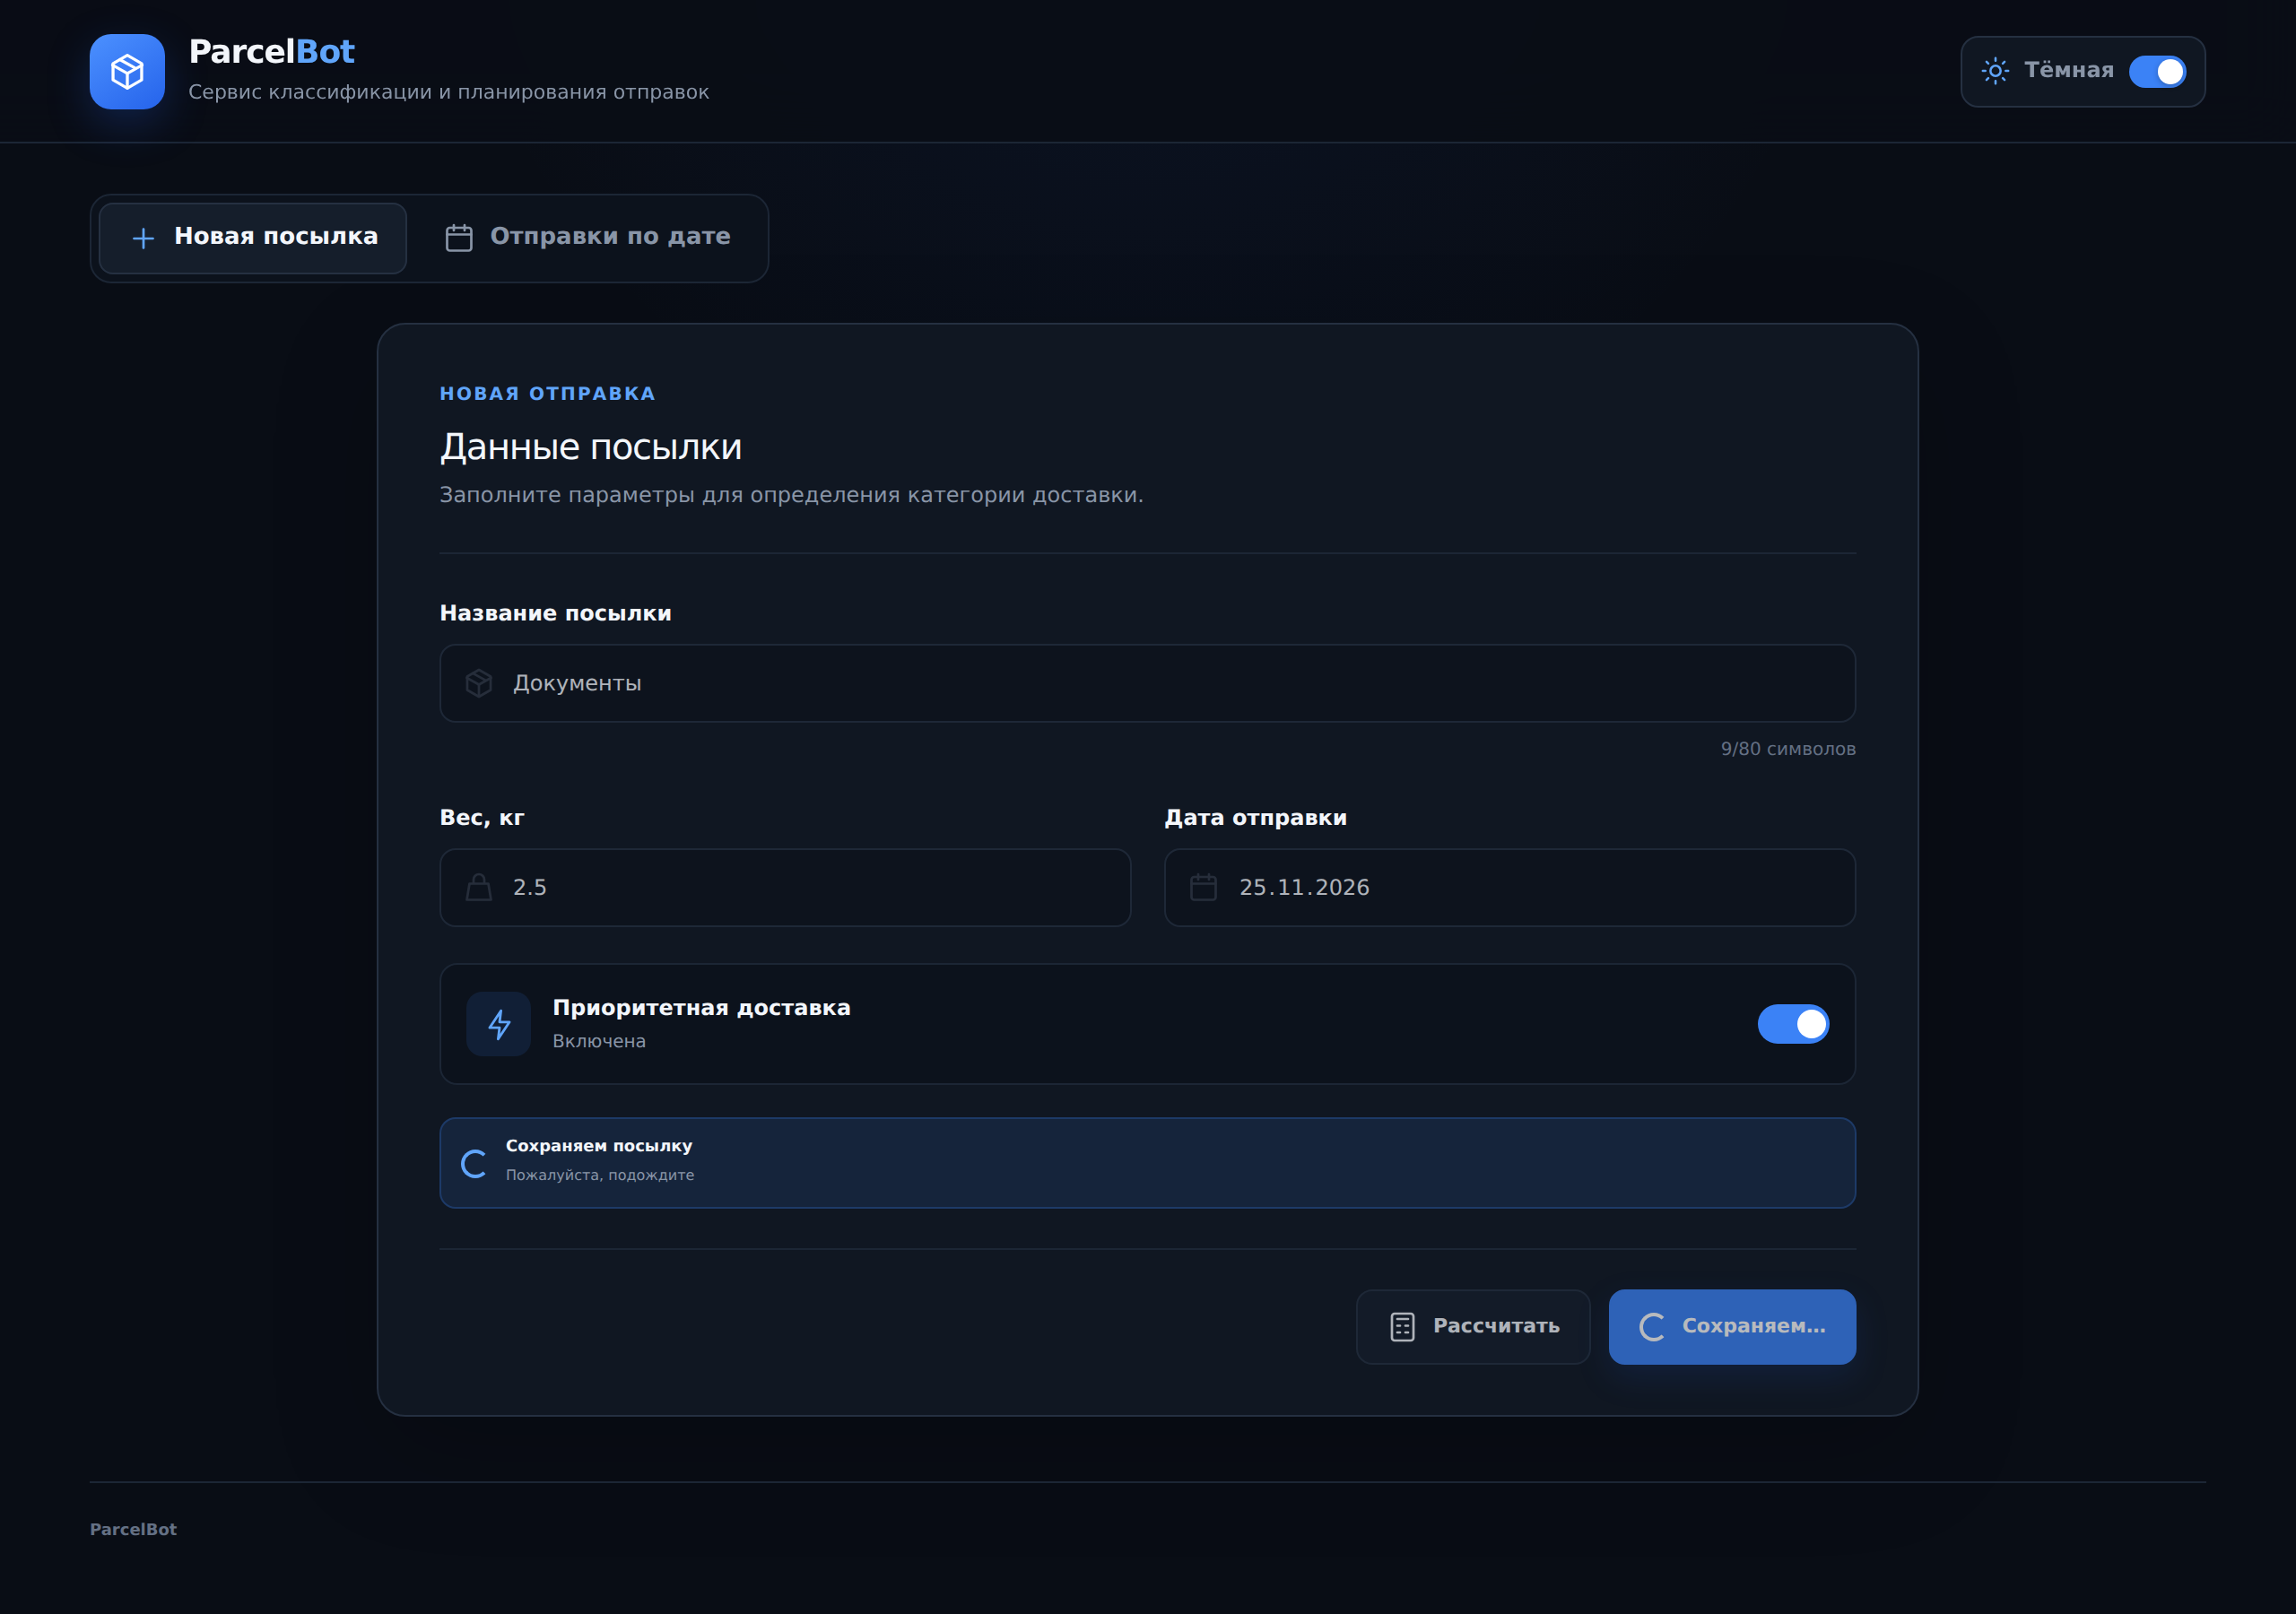 ParcelBot
Сервис классификации и планирования отправок
Тёмная
Новая посылка
Отправки по дате
НОВАЯ ОТПРАВКА
Данные посылки
Заполните параметры для определения категории доставки.
Название посылки
Документы
9/80 символов
Вес, кг
Дата отправки
2.5
25.11.2026
Приоритетная доставка
Включена
Сохраняем посылку
Пожалуйста, подождите
Рассчитать
Сохраняем…
ParcelBot